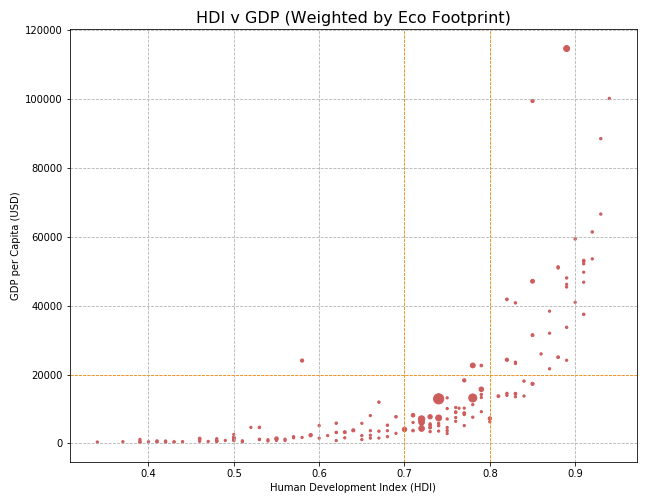 HDI v GDP (Weighted by Eco Footprint)
120000
100000
80000
60000
40000
20000
0
GDP per Capita (USD)
0.4 0.5 0.6 0.7 0.8 0.9
Human Development Index (HDI)